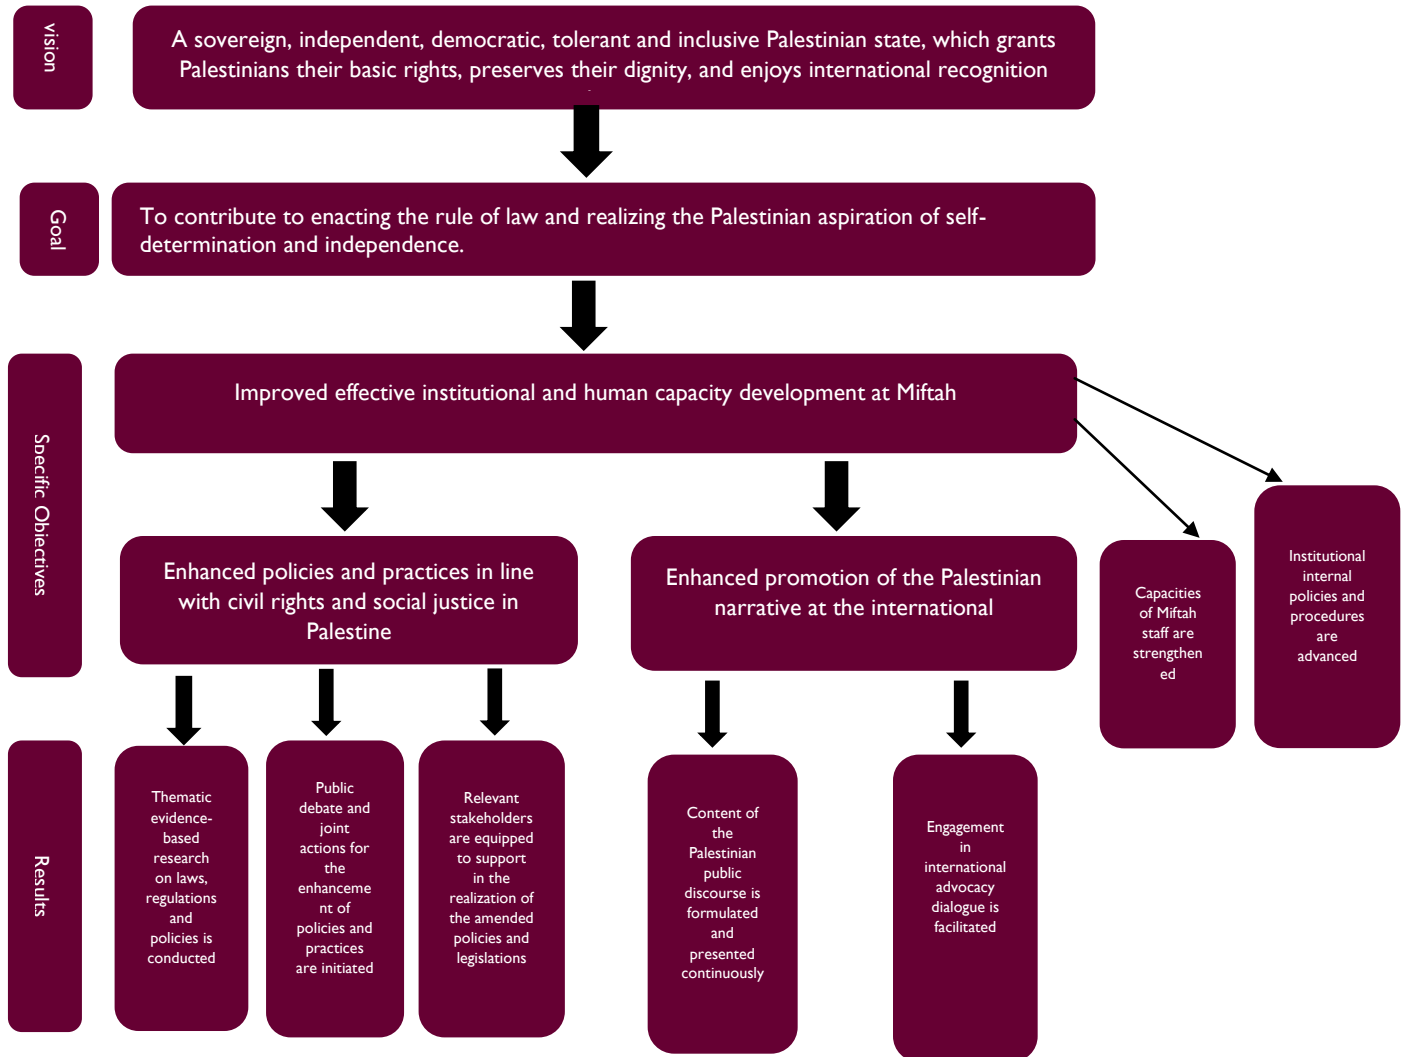 vision
A sovereign, independent, democratic, tolerant and inclusive Palestinian state, which grants
Palestinians their basic rights, preserves their dignity, and enjoys international recognition
Goal
To contribute to enacting the rule of law and realizing the Palestinian aspiration of self-
determination and independence.
Specific Objectives
Improved effective institutional and human capacity development at Miftah
Enhanced policies and practices in line
with civil rights and social justice in
Palestine
Enhanced promotion of the Palestinian
narrative at the international
Capacities
of Miftah
staff are
strengthen
ed
Institutional
internal
policies and
procedures
are
advanced
Results
Thematic
evidence-
based
research
on laws,
regulations
and
policies is
conducted
Public
debate and
joint
actions for
the
enhanceme
nt of
policies and
practices
are initiated
Relevant
stakeholders
are equipped
to support
in the
realization of
the amended
policies and
legislations
Content of
the
Palestinian
public
discourse is
formulated
and
presented
continuously
Engagement
in
international
advocacy
dialogue is
facilitated